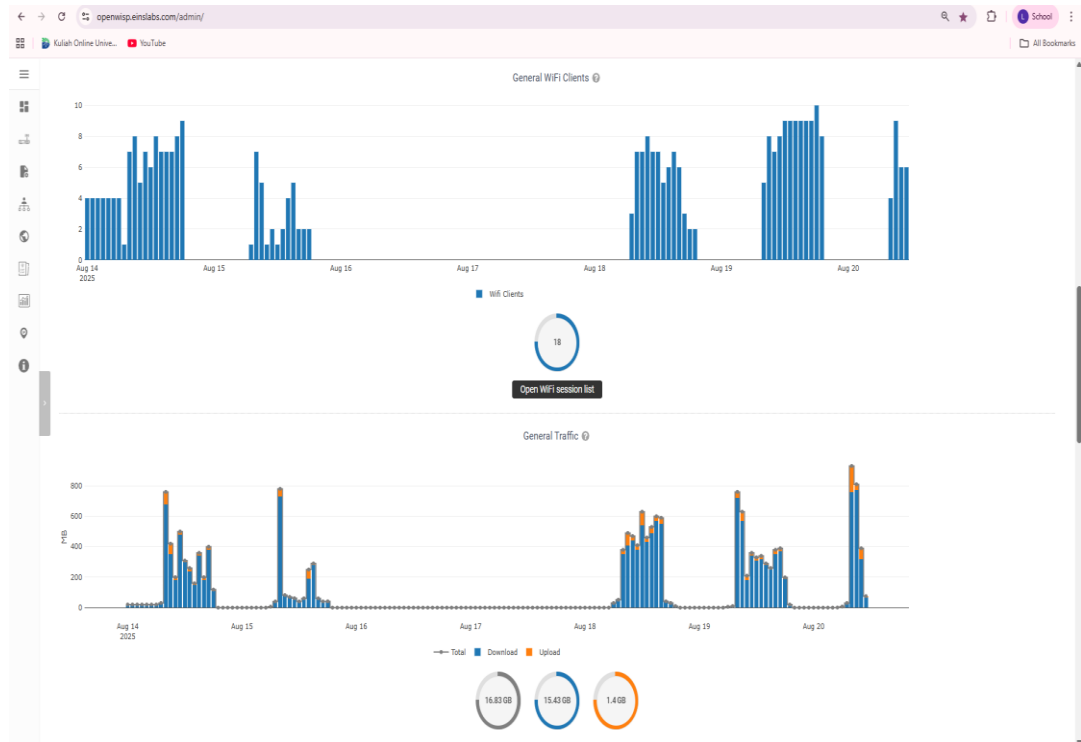 openwisp.einslabs.com/admin/
School
Kuliah Online Unive...
YouTube
All Bookmarks
General WiFi Clients
10
8
6
4
2
0
Aug 14 Aug 15 Aug 16 Aug 17 Aug 18 Aug 19 Aug 20
2025
Wifi Clients
18
Open WiFi session list
General Traffic
800
600
400
200
0
MB
Aug 14 Aug 15 Aug 16 Aug 17 Aug 18 Aug 19 Aug 20
2025
Total Download Upload
16.83 GB 15.43 GB 1.4 GB